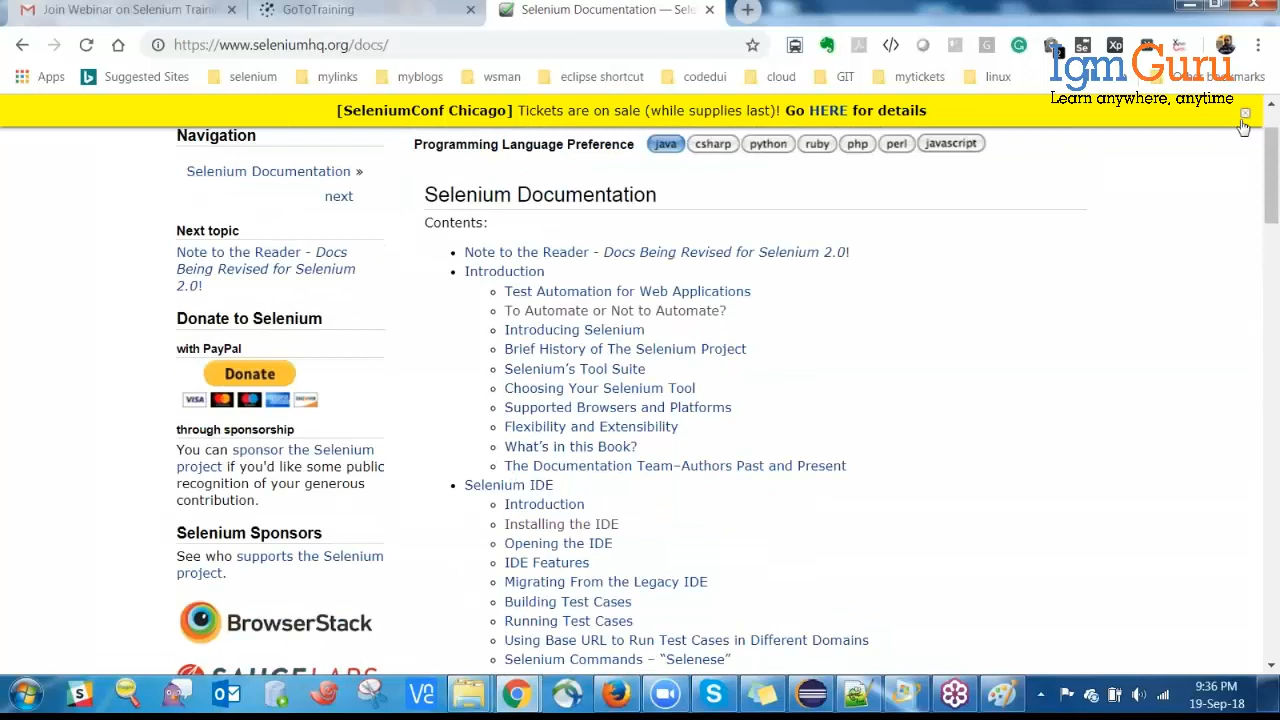 Join Webinar on Selenium Traini
GoToTraining
Selenium Documentation — Sele
https://www.seleniumhq.org/docs/
Apps
Suggested Sites
selenium
mylinks
myblogs
wsman
eclipse shortcut
codedui
cloud
GIT
mytickets
linux
Other bookmarks
Igm Guru
Learn anywhere, anytime
[SeleniumConf Chicago] Tickets are on sale (while supplies last)! Go HERE for details
Navigation
Selenium Documentation »
next
Next topic
Note to the Reader - Docs
Being Revised for Selenium
2.0!
Donate to Selenium
with PayPal
Donate
VISA
through sponsorship
You can sponsor the Selenium
project if you'd like some public
recognition of your generous
contribution.
Selenium Sponsors
See who supports the Selenium
project.
BrowserStack
SAUCE LABS
Programming Language Preference java csharp python ruby php perl javascript
Selenium Documentation
Contents:
• Note to the Reader - Docs Being Revised for Selenium 2.0!
• Introduction
◦ Test Automation for Web Applications
◦ To Automate or Not to Automate?
◦ Introducing Selenium
◦ Brief History of The Selenium Project
◦ Selenium's Tool Suite
◦ Choosing Your Selenium Tool
◦ Supported Browsers and Platforms
◦ Flexibility and Extensibility
◦ What's in this Book?
◦ The Documentation Team–Authors Past and Present
• Selenium IDE
◦ Introduction
◦ Installing the IDE
◦ Opening the IDE
◦ IDE Features
◦ Migrating From the Legacy IDE
◦ Building Test Cases
◦ Running Test Cases
◦ Using Base URL to Run Test Cases in Different Domains
◦ Selenium Commands – “Selenese”
9:36 PM
19-Sep-18